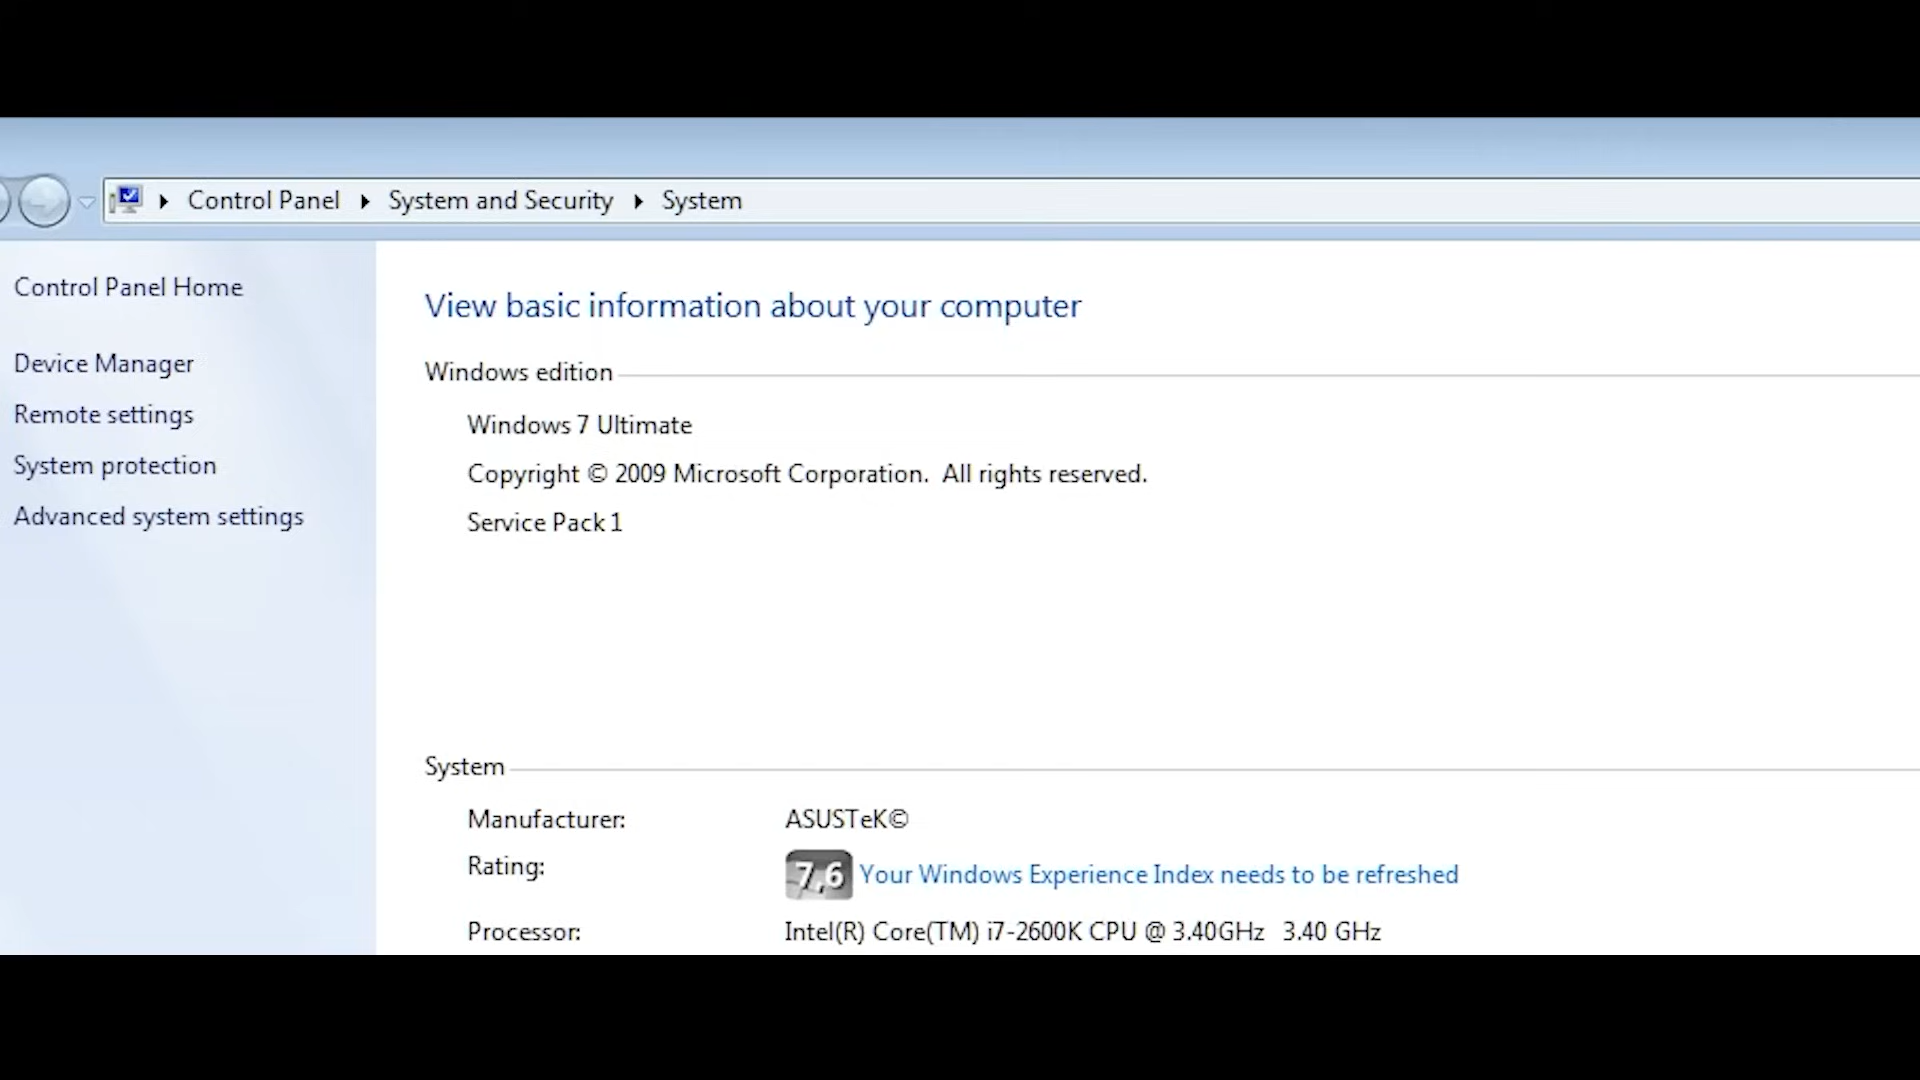 Control Panel System and Security System
Control Panel Home
Device Manager
Remote settings
System protection
Advanced system settings
View basic information about your computer
Windows edition
Windows 7 Ultimate
Copyright © 2009 Microsoft Corporation. All rights reserved.
Service Pack 1
System
Manufacturer: ASUSTeK©
Rating: 7,6 Your Windows Experience Index needs to be refreshed
Processor: Intel(R) Core(TM) i7-2600K CPU @ 3.40GHz 3.40 GHz